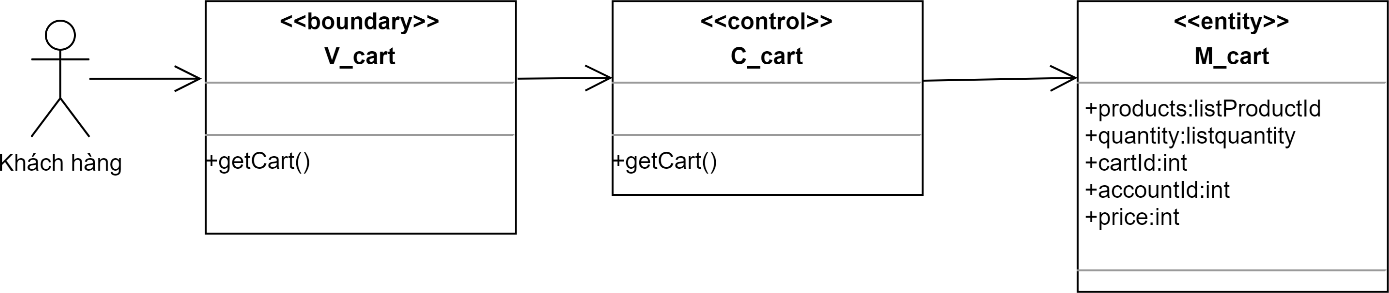 Khách hàng
<<boundary>>
V_cart
+getCart()
<<control>>
C_cart
+getCart()
<<entity>>
M_cart
+products:listProductId
+quantity:listquantity
+cartId:int
+accountId:int
+price:int